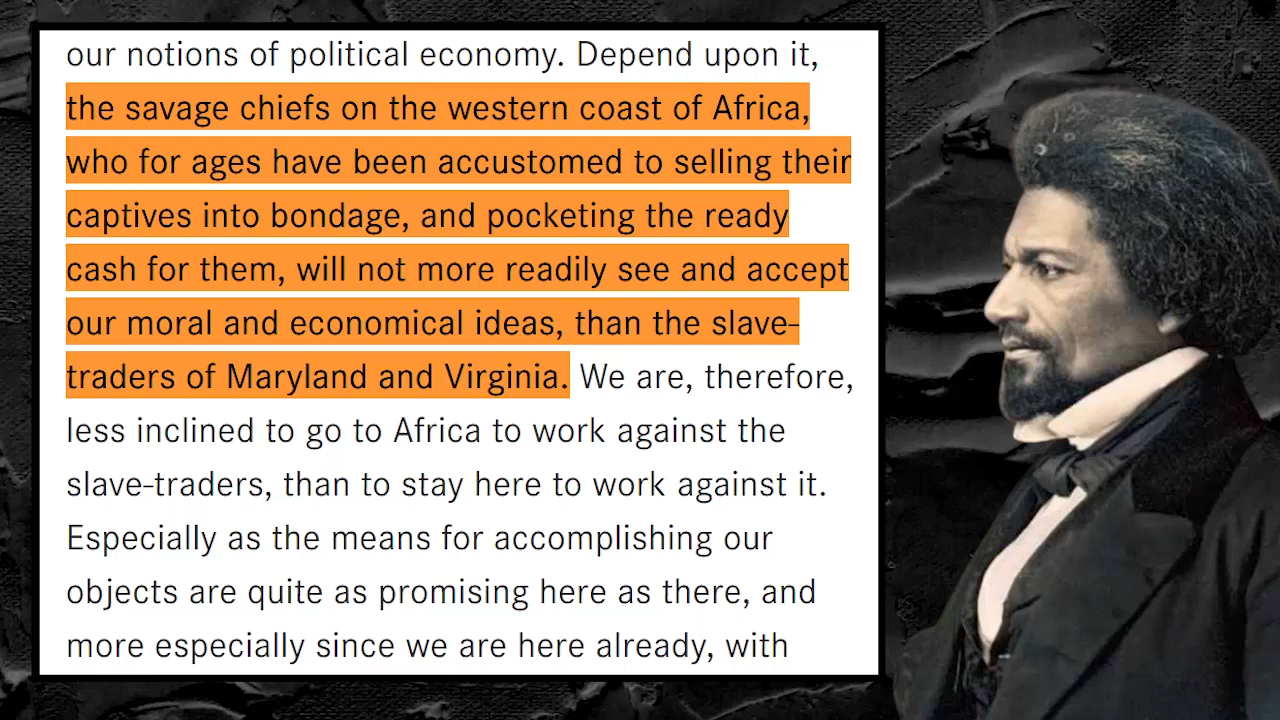 our notions of political economy. Depend upon it,
the savage chiefs on the western coast of Africa,
who for ages have been accustomed to selling their
captives into bondage, and pocketing the ready
cash for them, will not more readily see and accept
our moral and economical ideas, than the slave-
traders of Maryland and Virginia. We are, therefore,
less inclined to go to Africa to work against the
slave-traders, than to stay here to work against it.
Especially as the means for accomplishing our
objects are quite as promising here as there, and
more especially since we are here already, with